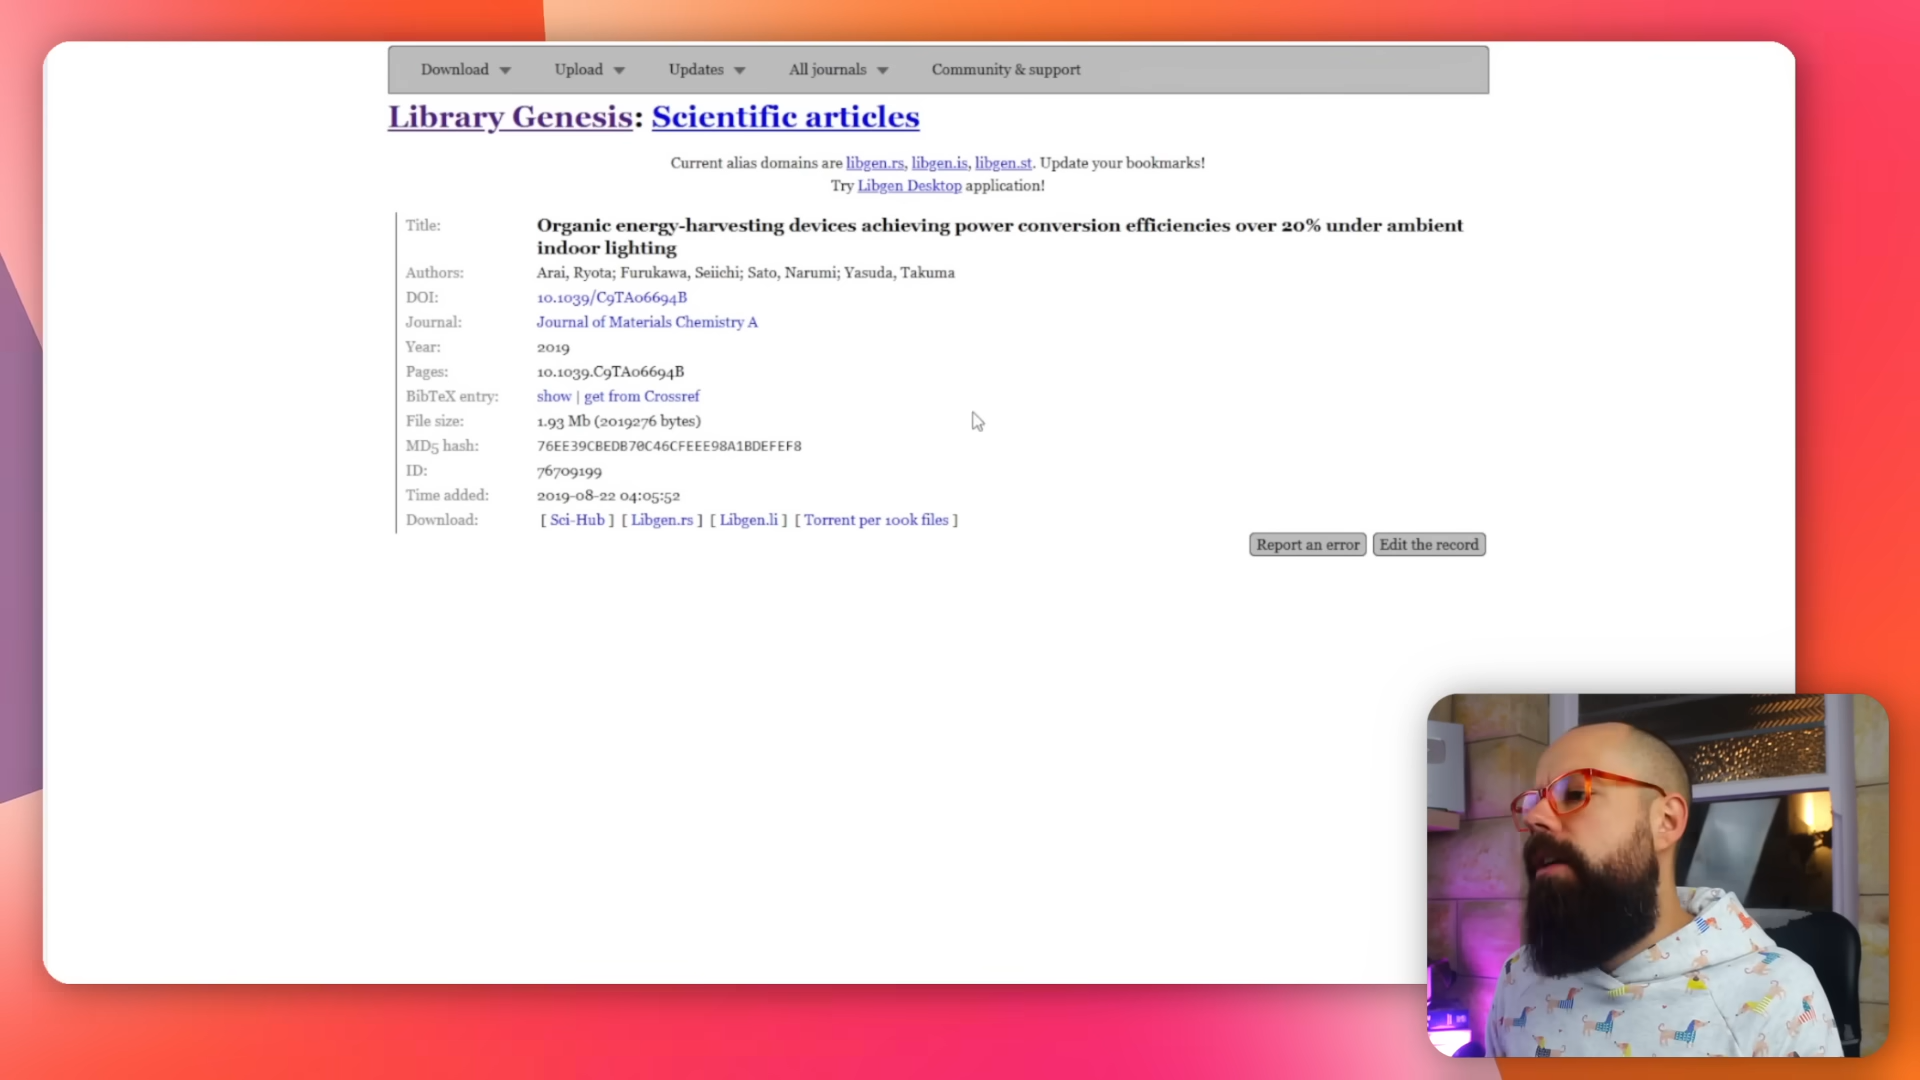 Download Upload Updates All journals Community & support
Library Genesis: Scientific articles
Current alias domains are libgen.rs, libgen.is, libgen.st. Update your bookmarks!
Try Libgen Desktop application!
Title: Organic energy-harvesting devices achieving power conversion efficiencies over 20% under ambient
indoor lighting
Authors: Arai, Ryota; Furukawa, Seiichi; Sato, Narumi; Yasuda, Takuma
DOI: 10.1039/C9TA06694B
Journal: Journal of Materials Chemistry A
Year: 2019
Pages: 10.1039.C9TA06694B
BibTeX entry: show | get from Crossref
File size: 1.93 Mb (2019276 bytes)
MD5 hash: 76EE39CBEDB70C46CFEEE98A1BDEFEF8
ID: 76709199
Time added: 2019-08-22 04:05:52
Download: [ Sci-Hub ] [ Libgen.rs ] [ Libgen.li ] [ Torrent per 100k files ]
Report an error Edit the record